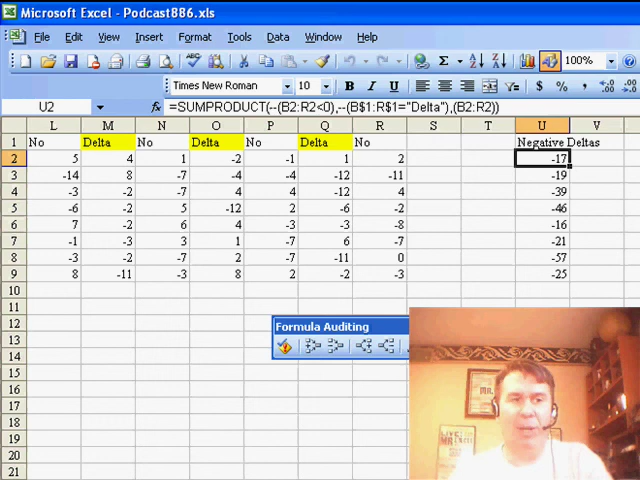 Microsoft Excel - Podcast886.xls
File Edit View Insert Format Tools Data Window Help
100%
Times New Roman 10 B I U $ % ,
U2 fx =SUMPRODUCT(--(B2:R2<0),--(B$1:R$1="Delta"),(B2:R2))
L M N O P Q R S T U V
1 No Delta No Delta No Delta No Negative Deltas
2 5 4 1 -2 -1 1 2 -17
3 -14 8 -7 -4 -4 -12 -11 -19
4 -3 -2 -7 4 4 -12 4 -39
5 -6 -2 5 -12 2 -6 -2 -46
6 7 -2 6 4 -3 -3 -8 -16
7 -1 -3 3 1 -7 6 -7 -21
8 -3 -2 -7 2 -7 -11 0 -57
9 8 -11 -3 8 2 -2 -3 -25
10
11
12
13
14
15
16
17
18
19
20
21
Formula Auditing